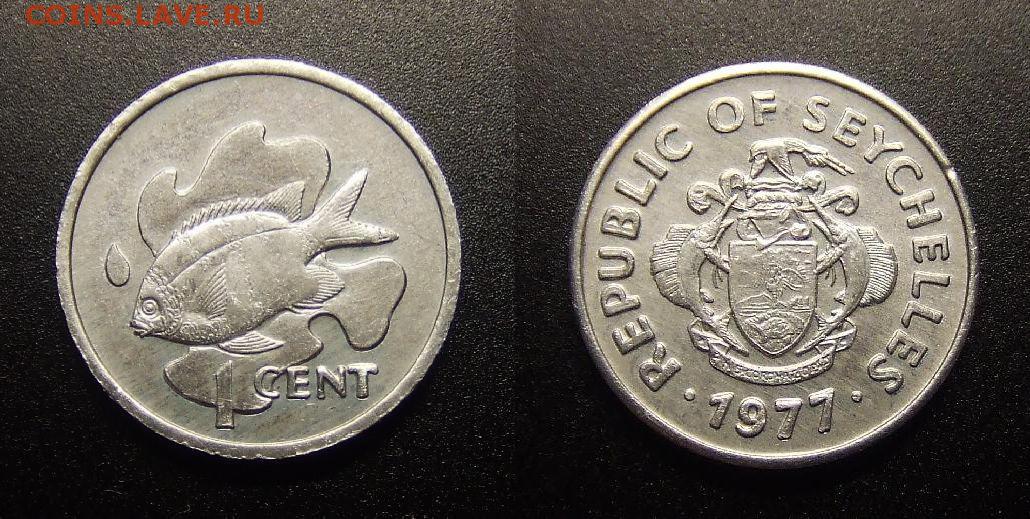 COINS.LAVE.RU
1 CENT
REPUBLIC OF SEYCHELLES
· 1977 ·